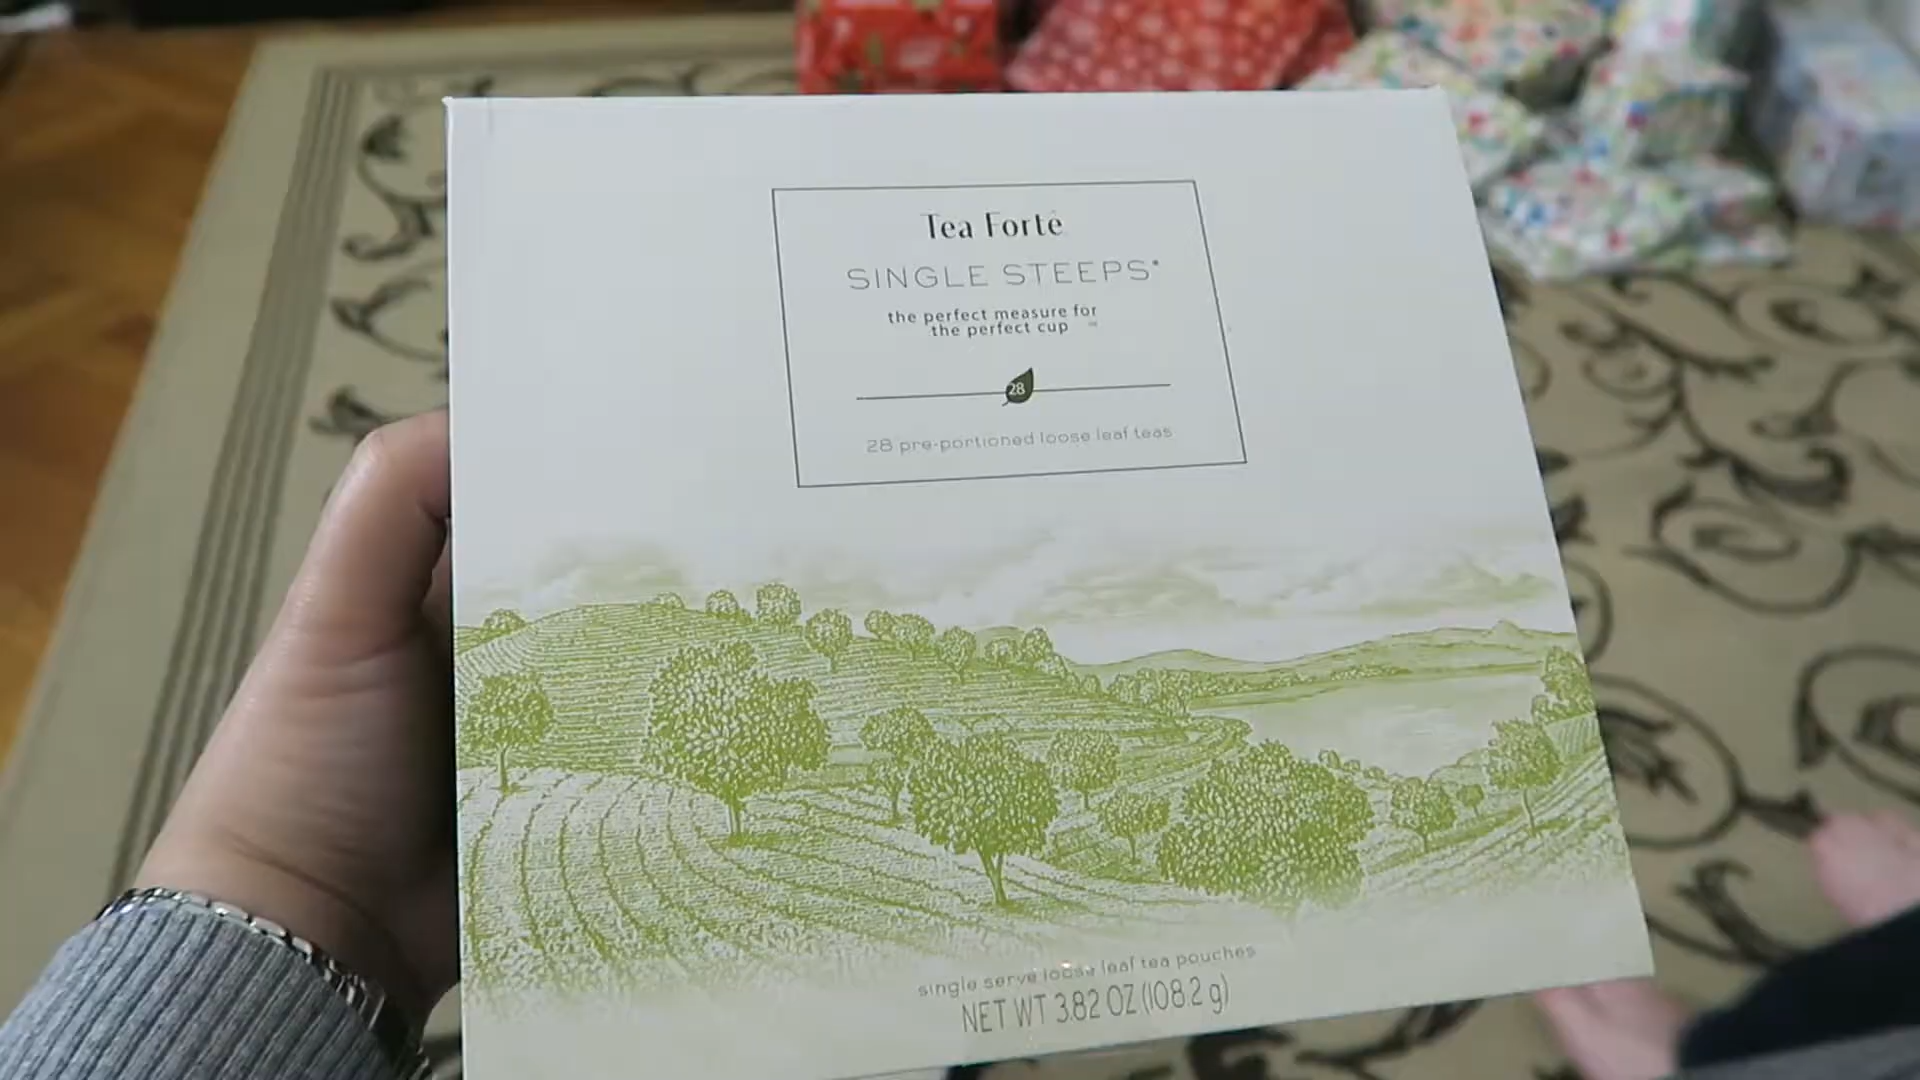 Tea Forté
SINGLE STEEPS®
the perfect measure for
the perfect cup ™
28
28 pre-portioned loose leaf teas
single serve loose leaf tea pouches
NET WT 3.82 OZ (108.2 g)